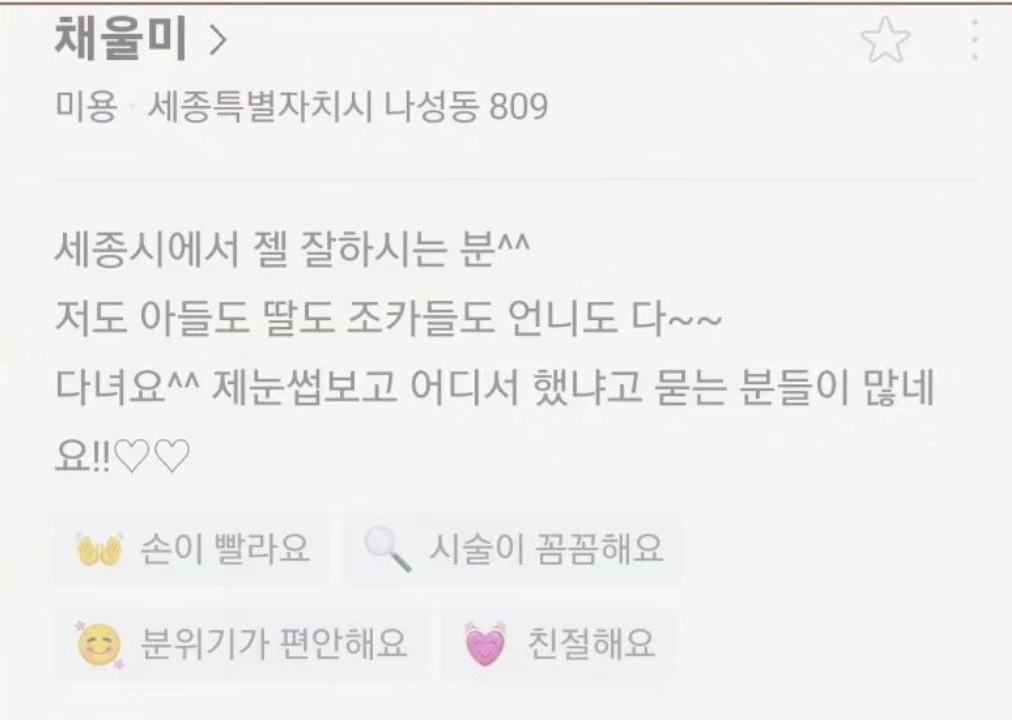 채울미 >
미용 · 세종특별자치시 나성동 809
세종시에서 젤 잘하시는 분^^
저도 아들도 딸도 조카들도 언니도 다~~
다녀요^^ 제눈썹보고 어디서 했냐고 묻는 분들이 많네
요!!♡♡
손이 빨라요 시술이 꼼꼼해요
분위기가 편안해요 친절해요